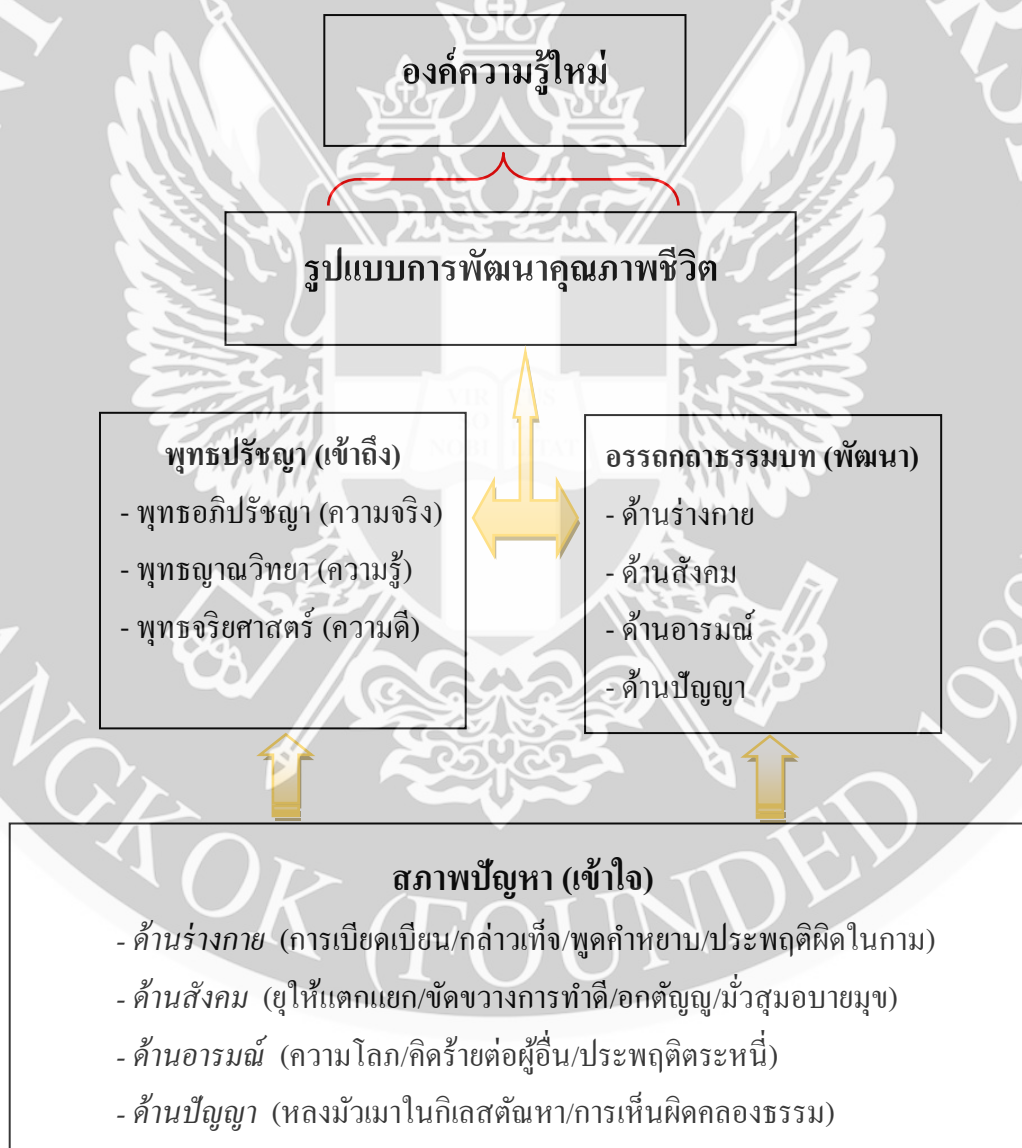 องค์ความรู้ใหม่
รูปแบบการพัฒนาคุณภาพชีวิต
พุทธปรัชญา (เข้าถึง)
- พุทธอภิปรัชญา (ความจริง)
- พุทธญาณวิทยา (ความรู้)
- พุทธจริยศาสตร์ (ความดี)
อรรถกถาธรรมบท (พัฒนา)
- ด้านร่างกาย
- ด้านสังคม
- ด้านอารมณ์
- ด้านปัญญา
สภาพปัญหา (เข้าใจ)
- ด้านร่างกาย (การเบียดเบียน/กล่าวเท็จ/พูดคำหยาบ/ประพฤติผิดในกาม)
- ด้านสังคม (ยุให้แตกแยก/ขัดขวางการทำดี/อกตัญญู/มั่วสุมอบายมุข)
- ด้านอารมณ์ (ความโลภ/คิดร้ายต่อผู้อื่น/ประพฤติตระหนี่)
- ด้านปัญญา (หลงมัวเมาในกิเลสตัณหา/การเห็นผิดคลองธรรม)